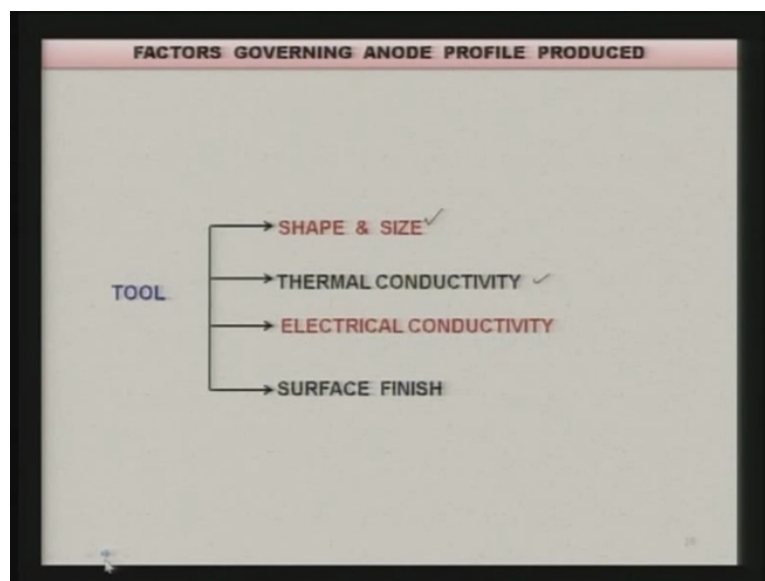 FACTORS GOVERNING ANODE PROFILE PRODUCED
SHAPE & SIZE
THERMAL CONDUCTIVITY
TOOL
ELECTRICAL CONDUCTIVITY
SURFACE FINISH